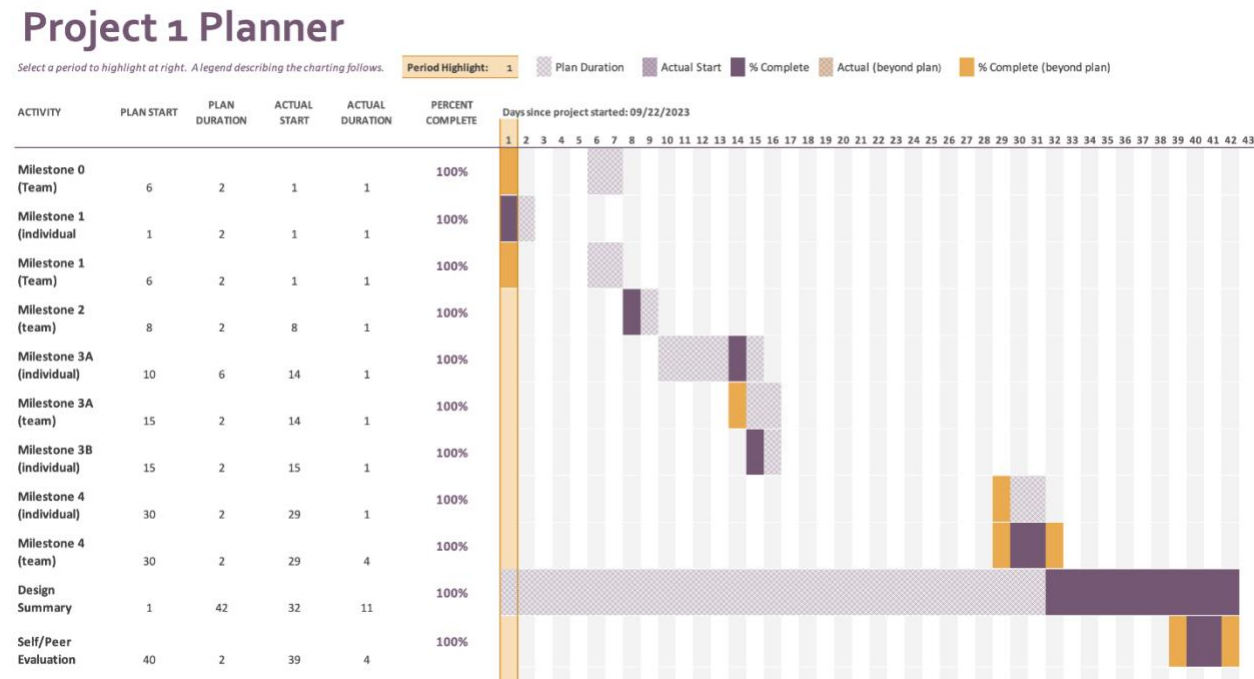 Project 1 Planner
Select a period to highlight at right. A legend describing the charting follows. Period Highlight: 1 Plan Duration Actual Start % Complete Actual (beyond plan) % Complete (beyond plan)
ACTIVITY PLAN START PLAN DURATION ACTUAL START ACTUAL DURATION PERCENT COMPLETE Days since project started: 09/22/2023
1 2 3 4 5 6 7 8 9 10 11 12 13 14 15 16 17 18 19 20 21 22 23 24 25 26 27 28 29 30 31 32 33 34 35 36 37 38 39 40 41 42 43
Milestone 0
(Team) 6 2 1 1 100%
Milestone 1
(individual 1 2 1 1 100%
Milestone 1
(Team) 6 2 1 1 100%
Milestone 2
(team) 8 2 8 1 100%
Milestone 3A
(individual) 10 6 14 1 100%
Milestone 3A
(team) 15 2 14 1 100%
Milestone 3B
(individual) 15 2 15 1 100%
Milestone 4
(individual) 30 2 29 1 100%
Milestone 4
(team) 30 2 29 4 100%
Design
Summary 1 42 32 11 100%
Self/Peer
Evaluation 40 2 39 4 100%